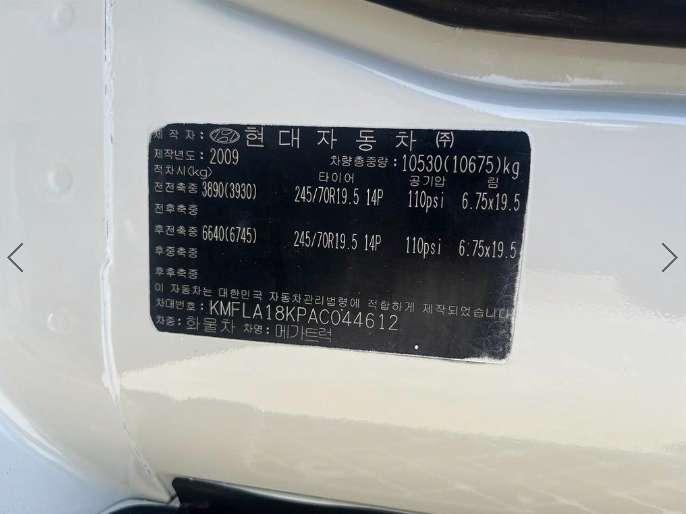 제작자: 현대자동차 ㈜
제작년도: 2009 차량총중량: 10530(10675)kg
적차시(kg) 타이어 공기압 림
전전축중 3890(3930) 245/70R19.5 14P 110psi 6.75x19.5
전후축중
후전축중 6640(6745) 245/70R19.5 14P 110psi 6.75x19.5
후중축중
후후축중
이 자동차는 대한민국 자동차관리법령에 적합하게 제작되었습니다
차대번호: KMFLA18KPAC044612
차종: 화물차 차명: 메가트럭